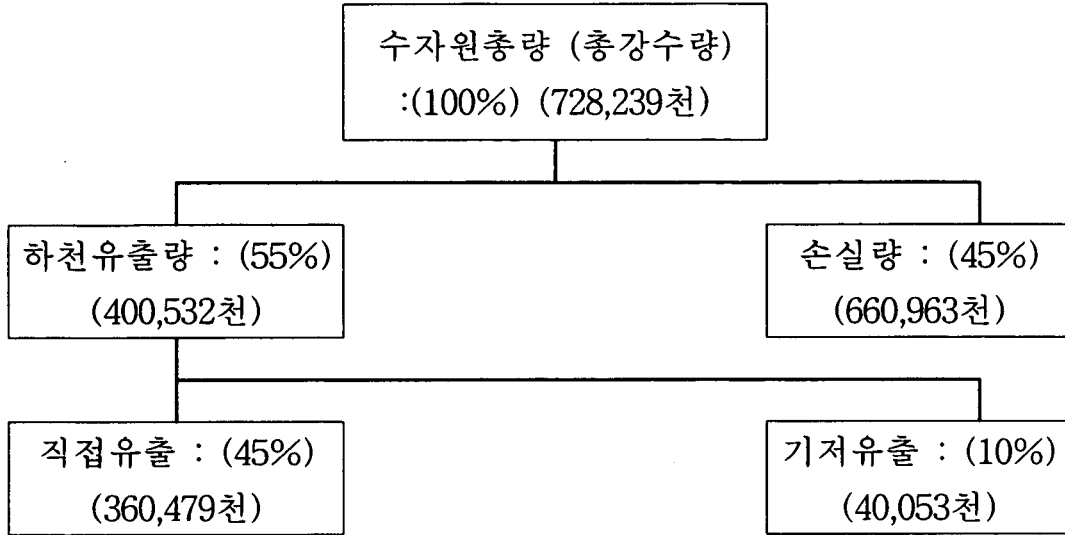 수자원총량 (총강수량)
:(100%) (728,239천)
하천유출량 : (55%)
(400,532천)
손실량 : (45%)
(660,963천)
직접유출 : (45%)
(360,479천)
기저유출 : (10%)
(40,053천)